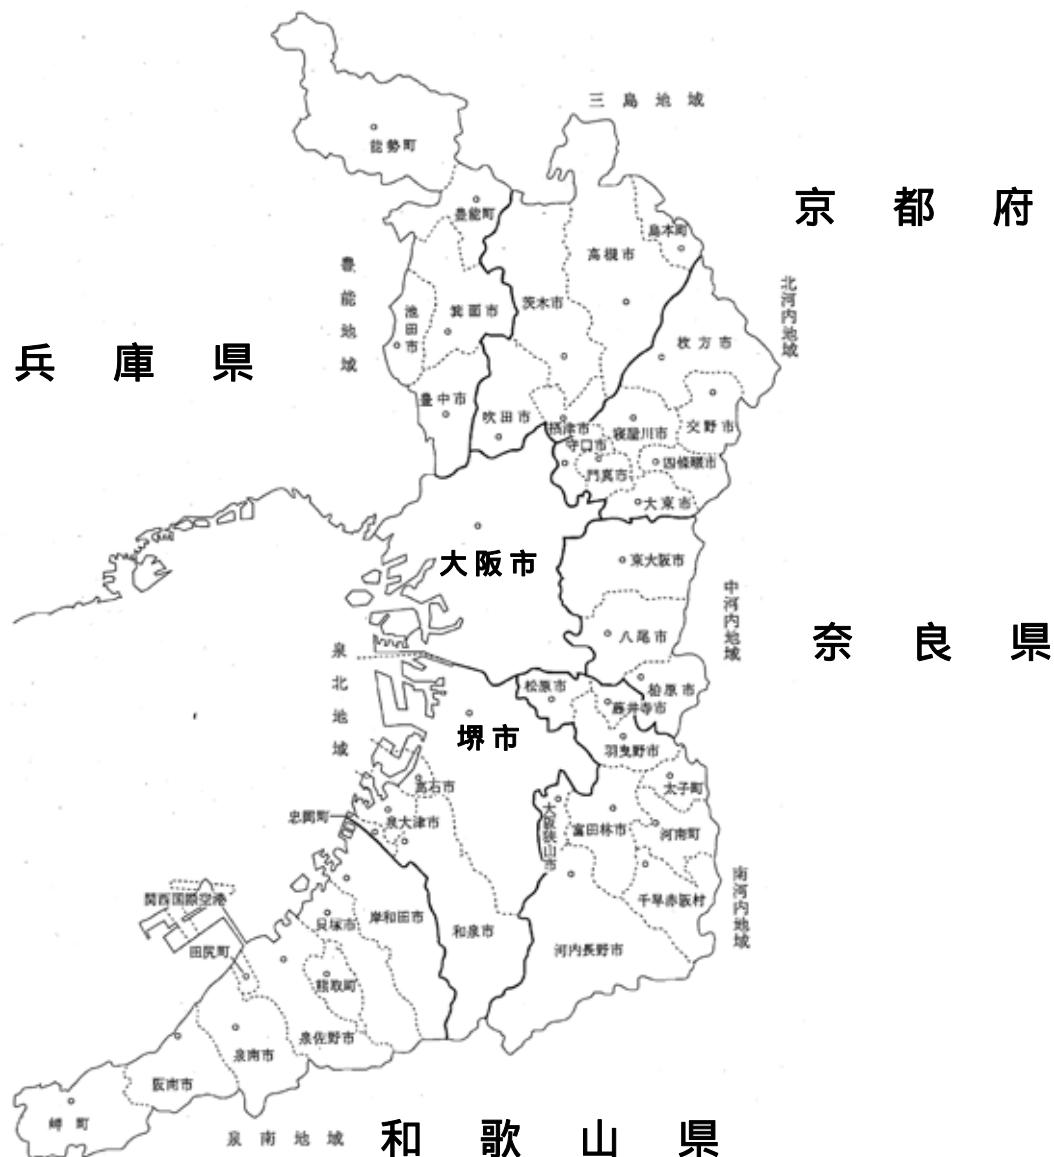 三島地域
能勢町
京都府
豊能町
島本町
高槻市
豊能地域
北河内地域
池田市
箕面市
茨木市
兵庫県
枚方市
豊中市
吹田市
摂津市
寝屋川市
交野市
守口市
門真市
四條畷市
大東市
大阪市
東大阪市
中河内地域
八尾市
奈良県
泉北地域
松原市
柏原市
藤井寺市
堺市
羽曳野市
高石市
太子町
忠岡町
泉大津市
大阪狭山市
富田林市
河南町
関西国際空港
千早赤阪村
南河内地域
貝塚市
岸和田市
和泉市
田尻町
河内長野市
熊取町
泉佐野市
泉南市
阪南市
岬町
泉南地域
和歌山県